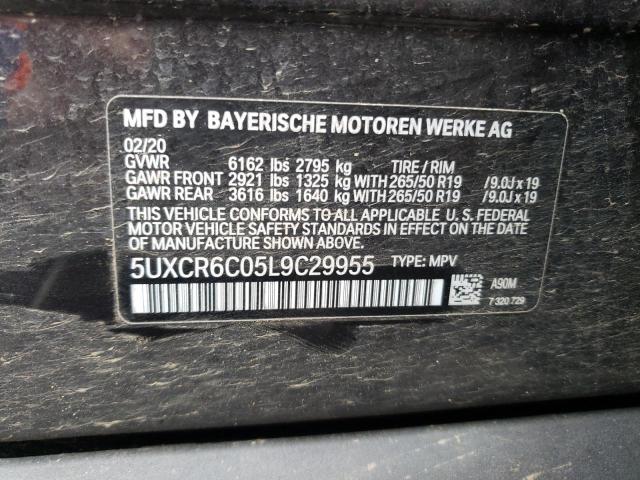 MFD BY BAYERISCHE MOTOREN WERKE AG
02/20
GVWR 6162 lbs 2795 kg TIRE / RIM
GAWR FRONT 2921 lbs 1325 kg WITH 265/50 R19 /9.0J x 19
GAWR REAR 3616 lbs 1640 kg WITH 265/50 R19 /9.0J x 19
THIS VEHICLE CONFORMS TO ALL APPLICABLE U. S. FEDERAL
MOTOR VEHICLE SAFETY STANDARDS IN EFFECT ON THE DATE OF
MANUFACTURE SHOWN ABOVE.
5UXCR6C05L9C29955 TYPE: MPV
A90M
7 320 729